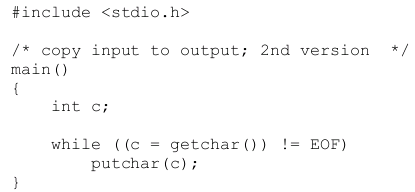 #include <stdio.h>

/* copy input to output; 2nd version  */
main()
{
    int c;

    while ((c = getchar()) != EOF)
        putchar(c);
}